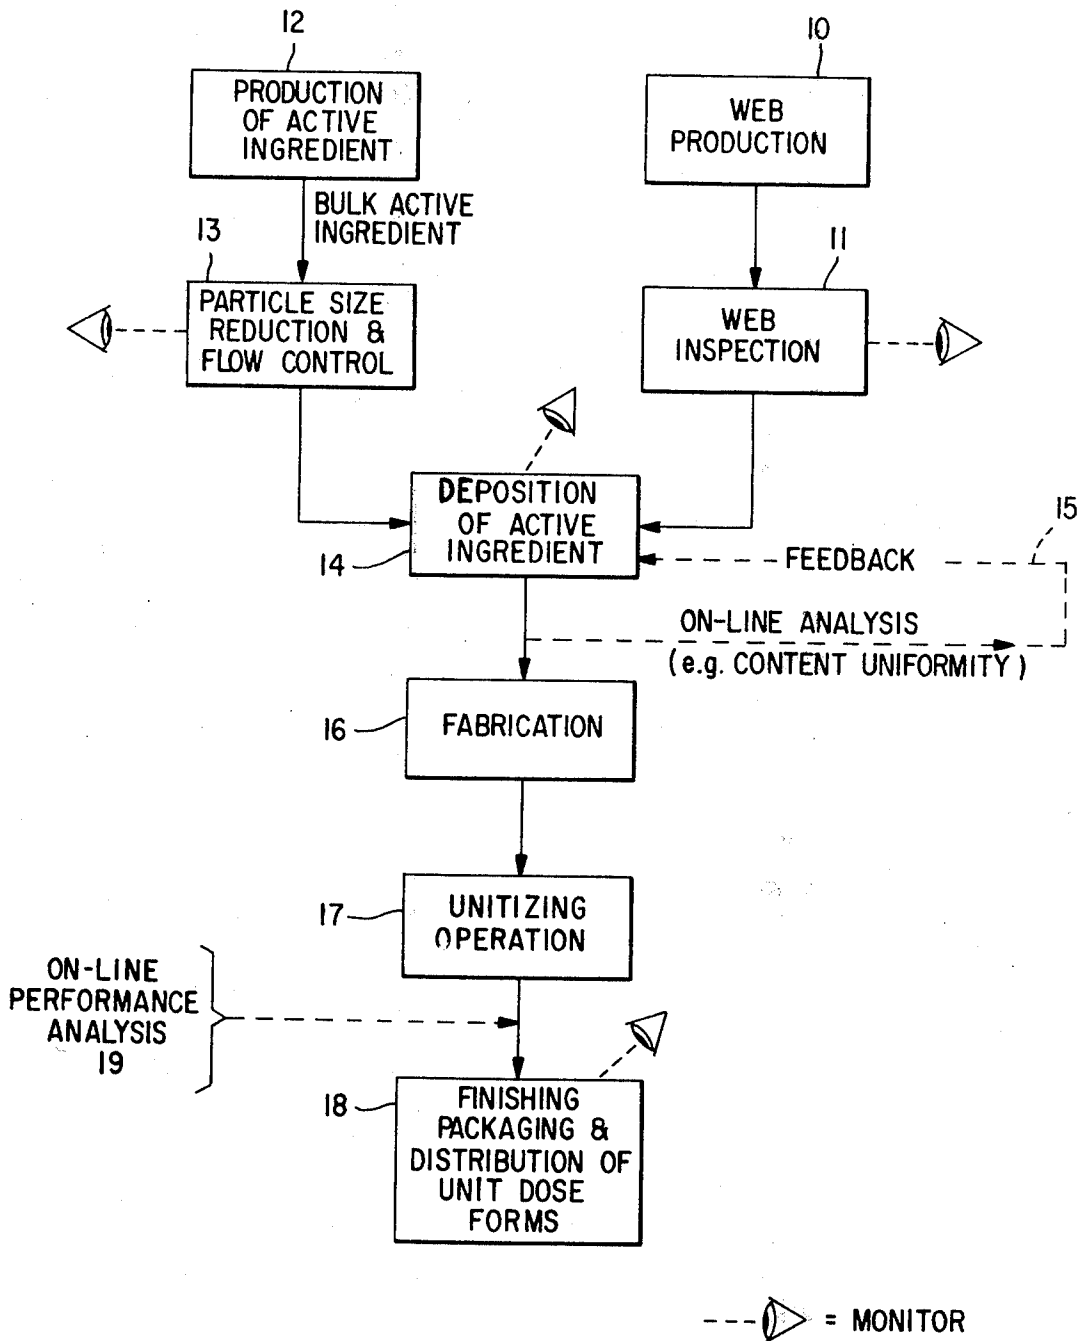 12
PRODUCTION
OF ACTIVE
INGREDIENT
10
WEB
PRODUCTION
BULK ACTIVE
INGREDIENT
13
PARTICLE SIZE
REDUCTION &
FLOW CONTROL
11
WEB
INSPECTION
DEPOSITION
OF ACTIVE
INGREDIENT
14
15
FEEDBACK
ON-LINE ANALYSIS
(e.g. CONTENT UNIFORMITY)
16
FABRICATION
17
UNITIZING
OPERATION
ON-LINE
PERFORMANCE
ANALYSIS
19
18
FINISHING
PACKAGING &
DISTRIBUTION OF
UNIT DOSE
FORMS
= MONITOR